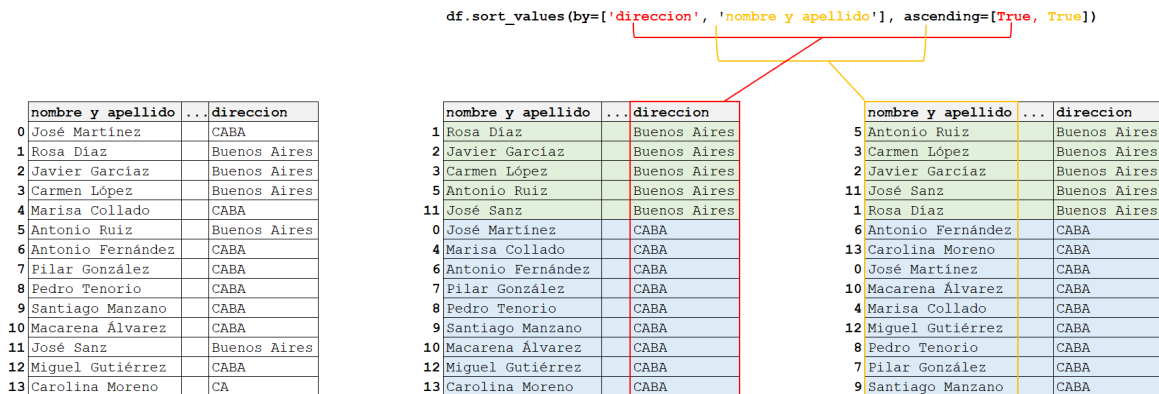 df.sort_values(by=['direccion', 'nombre y apellido'], ascending=[True, True])
nombre y apellido ... direccion
0 José Martínez CABA
1 Rosa Díaz Buenos Aires
2 Javier Garcíaz Buenos Aires
3 Carmen López Buenos Aires
4 Marisa Collado CABA
5 Antonio Ruiz Buenos Aires
6 Antonio Fernández CABA
7 Pilar González CABA
8 Pedro Tenorio CABA
9 Santiago Manzano CABA
10 Macarena Álvarez CABA
11 José Sanz Buenos Aires
12 Miguel Gutiérrez CABA
13 Carolina Moreno CA
nombre y apellido ... direccion
1 Rosa Díaz Buenos Aires
2 Javier Garcíaz Buenos Aires
3 Carmen López Buenos Aires
5 Antonio Ruiz Buenos Aires
11 José Sanz Buenos Aires
0 José Martínez CABA
4 Marisa Collado CABA
6 Antonio Fernández CABA
7 Pilar González CABA
8 Pedro Tenorio CABA
9 Santiago Manzano CABA
10 Macarena Álvarez CABA
12 Miguel Gutiérrez CABA
13 Carolina Moreno CABA
nombre y apellido ... direccion
5 Antonio Ruiz Buenos Aires
3 Carmen López Buenos Aires
2 Javier Garcíaz Buenos Aires
11 José Sanz Buenos Aires
1 Rosa Díaz Buenos Aires
6 Antonio Fernández CABA
13 Carolina Moreno CABA
0 José Martínez CABA
10 Macarena Álvarez CABA
4 Marisa Collado CABA
12 Miguel Gutiérrez CABA
8 Pedro Tenorio CABA
7 Pilar González CABA
9 Santiago Manzano CABA